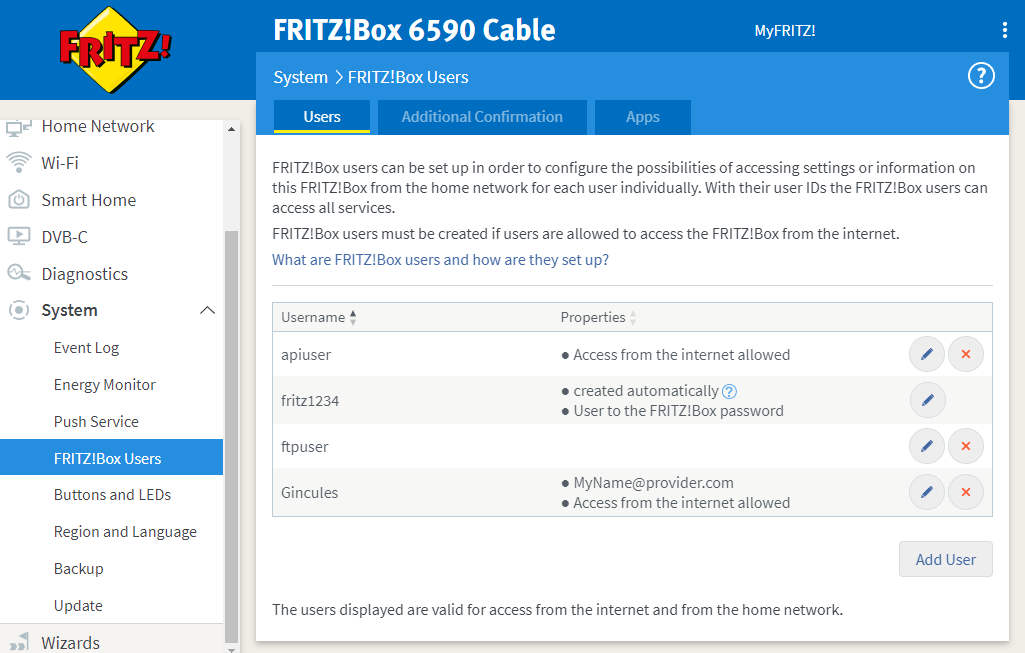 FRITZ!
FRITZ!Box 6590 Cable
MyFRITZ!
System > FRITZ!Box Users
?
Users
Additional Confirmation
Apps
Home Network
Wi-Fi
Smart Home
DVB-C
Diagnostics
System
Event Log
Energy Monitor
Push Service
FRITZ!Box Users
Buttons and LEDs
Region and Language
Backup
Update
Wizards
FRITZ!Box users can be set up in order to configure the possibilities of accessing settings or information on
this FRITZ!Box from the home network for each user individually. With their user IDs the FRITZ!Box users can
access all services.
FRITZ!Box users must be created if users are allowed to access the FRITZ!Box from the internet.
What are FRITZ!Box users and how are they set up?
Username Properties
apiuser ● Access from the internet allowed
fritz1234 ● created automatically ?
● User to the FRITZ!Box password
ftpuser
Gincules ● MyName@provider.com
● Access from the internet allowed
Add User
The users displayed are valid for access from the internet and from the home network.